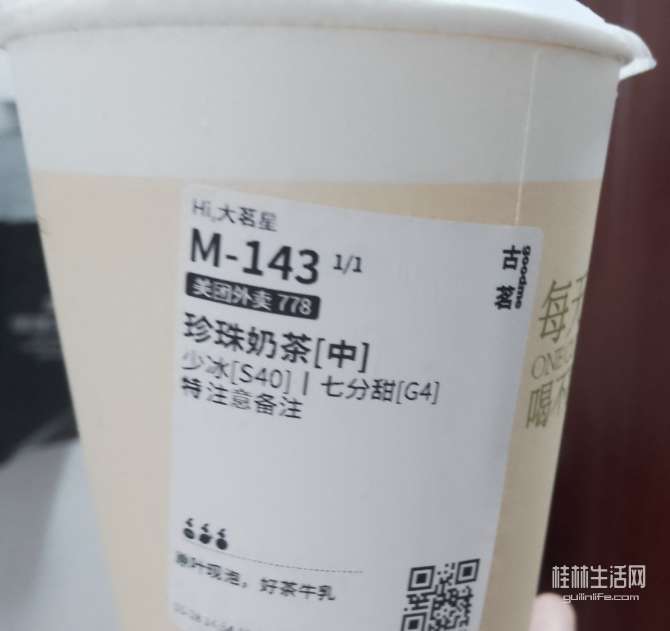 Hi,大茗星
M-143 1/1
美团外卖 778
珍珠奶茶[中]
少冰[S40] | 七分甜[G4]
特注意备注
原叶现泡，好茶牛乳
古茗
goodme
每天
ONE
喝
桂林生活网
guilinlife.com